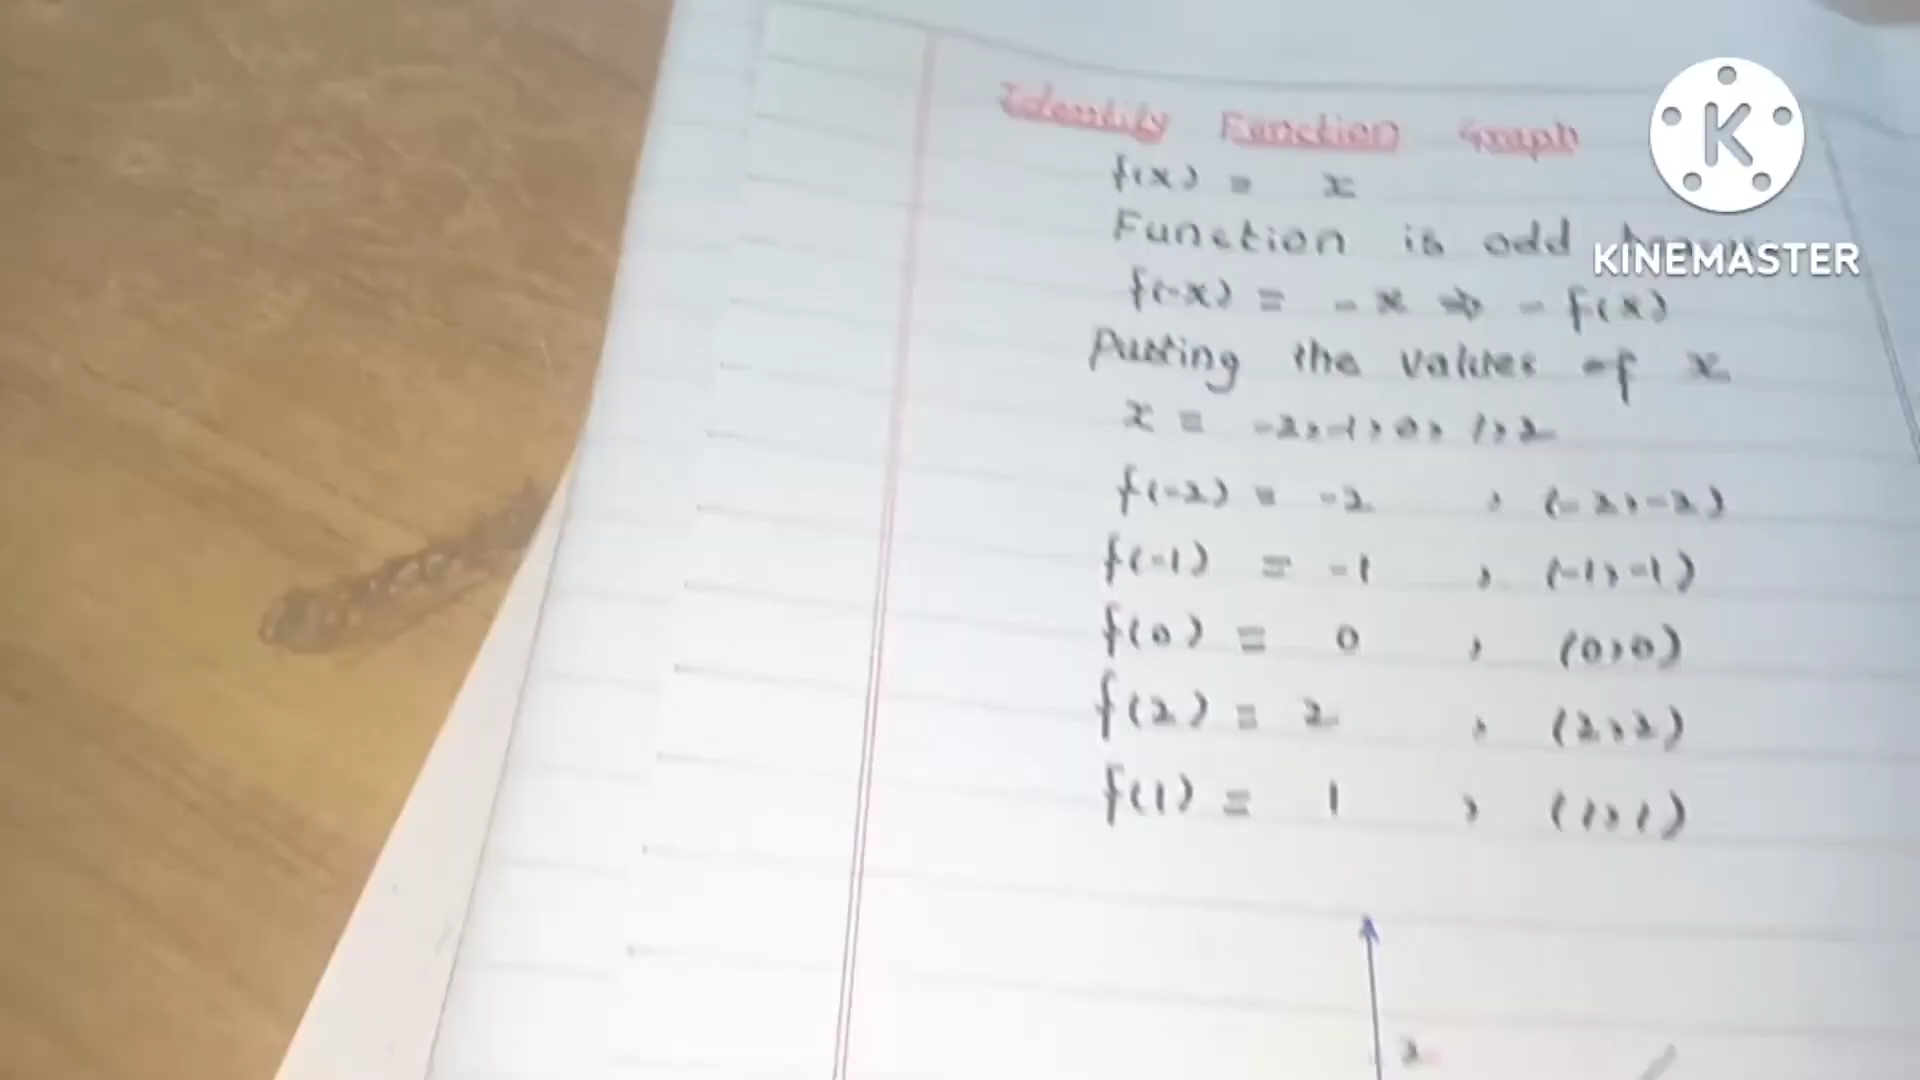 Identity Function Graph
f(x) = x
Function is odd
f(-x) = -x ⇒ -f(x)
Putting the values of x
x = -2, -1, 0, 1, 2
f(-2) = -2 , (-2, -2)
f(-1) = -1 , (-1, -1)
f(0) = 0 , (0, 0)
f(2) = 2 , (2, 2)
f(1) = 1 , (1, 1)
2
K
KINEMASTER